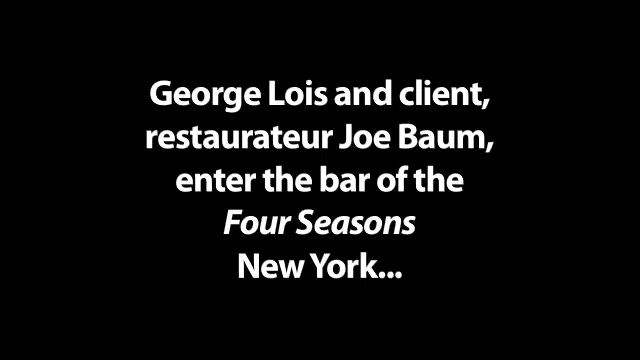 George Lois and client,
restaurateur Joe Baum,
enter the bar of the
Four Seasons
New York...